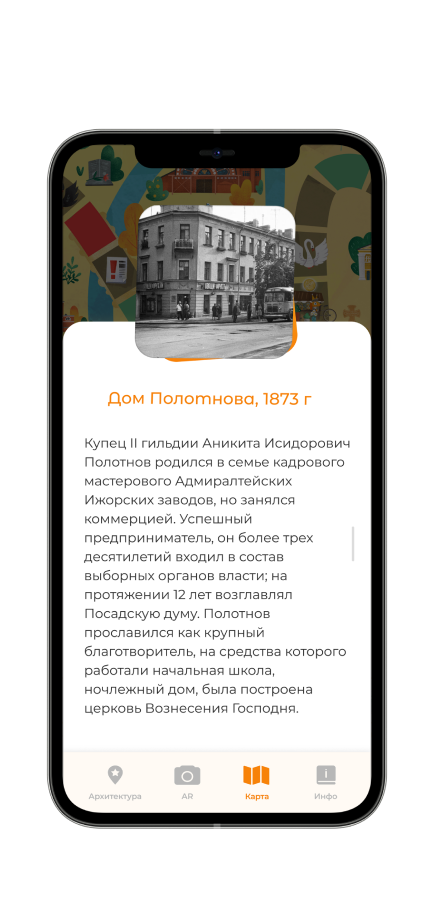 Дом Полотнова, 1873 г
Купец II гильдии Аникита Исидорович
Полотнов родился в семье кадрового
мастерового Адмиралтейских
Ижорских заводов, но занялся
коммерцией. Успешный
предприниматель, он более трех
десятилетий входил в состав
выборных органов власти; на
протяжении 12 лет возглавлял
Посадскую думу. Полотнов
прославился как крупный
благотворитель, на средства которого
работали начальная школа,
ночлежный дом, была построена
церковь Вознесения Господня.
Архитектура AR Карта Инфо